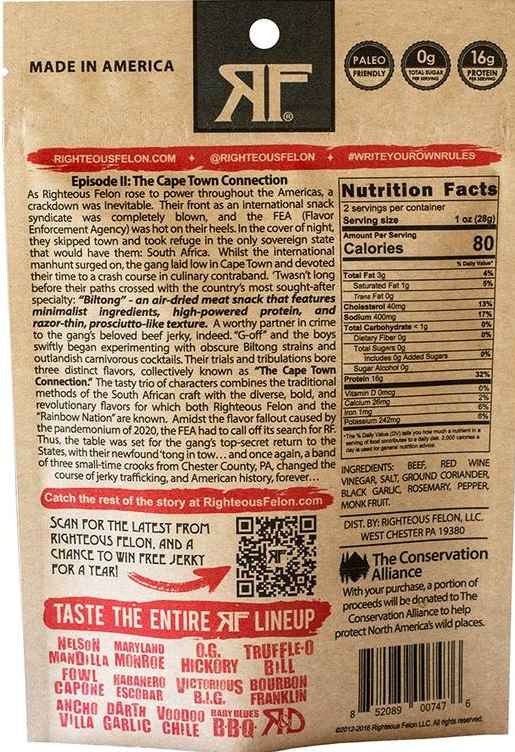 MADE IN AMERICA
RF®
PALEO
FRIENDLY
0g
TOTAL SUGAR
PER SERVING
16g
PROTEIN
PER SERVING
RIGHTEOUSFELON.COM + @RIGHTEOUSFELON + #WRITEYOUROWNRULES
Episode II: The Cape Town Connection
As Righteous Felon rose to power throughout the Americas, a
crackdown was inevitable. Their front as an international snack
syndicate was completely blown, and the FEA (Flavor
Enforcement Agency) was hot on their heels. In the cover of night,
they skipped town and took refuge in the only sovereign state
that would have them: South Africa. Whilst the international
manhunt surged on, the gang laid low in Cape Town and devoted
their time to a crash course in culinary contraband. 'Twasn't long
before their paths crossed with the country's most sought-after
specialty: "Biltong" - an air-dried meat snack that features
minimalist ingredients, high-powered protein, and
razor-thin, prosciutto-like texture. A worthy partner in crime
to the gang's beloved beef jerky, indeed. "G-off" and the boys
swiftly began experimenting with obscure Biltong strains and
outlandish carnivorous cocktails. Their trials and tribulations bore
three distinct flavors, collectively known as "The Cape Town
Connection." The tasty trio of characters combines the traditional
methods of the South African craft with the diverse, bold, and
revolutionary flavors for which both Righteous Felon and the
"Rainbow Nation" are known. Amidst the flavor fallout caused by
the pandemonium of 2020, the FEA had to call off its search for RF.
Thus, the table was set for the gang's top-secret return to the
States, with their newfound 'tong in tow... and once again, a band
of three small-time crooks from Chester County, PA, changed the
course of jerky trafficking, and American history, forever...
Catch the rest of the story at RighteousFelon.com
SCAN FOR THE LATEST FROM
RIGHTEOUS FELON, AND A
CHANCE TO WIN FREE JERKY
FOR A YEAR!
RF
TASTE THE ENTIRE RF LINEUP
NELSON MANDILLA
MARYLAND MONROE
O.G. HICKORY
TRUFFLE-O BILL
FOWL CAPONE
HABANERO ESCOBAR
VICTORIOUS B.I.G.
BOURBON FRANKLIN
ANCHO VILLA
DARTH GARLIC
VOODOO CHILE
BABY BLUES BBQ
Nutrition Facts
2 servings per container
Serving size 1 oz (28g)
Amount Per Serving
Calories 80
% Daily Value*
Total Fat 3g 4%
Saturated Fat 1g 5%
Trans Fat 0g
Cholesterol 40mg 13%
Sodium 400mg 17%
Total Carbohydrate < 1g 0%
Dietary Fiber 0g 0%
Total Sugars 0g
Includes 0g Added Sugars 0%
Sugar Alcohol 0g
Protein 16g 32%
Vitamin D 0mcg 0%
Calcium 26mg 2%
Iron 1mg 6%
Potassium 242mg 6%
*The % Daily Value (DV) tells you how much a nutrient in a
serving of food contributes to a daily diet. 2,000 calories a
day is used for general nutrition advice.
INGREDIENTS: BEEF, RED WINE
VINEGAR, SALT, GROUND CORIANDER,
BLACK GARLIC, ROSEMARY, PEPPER,
MONK FRUIT.
DIST. BY: RIGHTEOUS FELON, LLC.
WEST CHESTER PA 19380
The Conservation
Alliance
With your purchase, a portion of
proceeds will be donated to The
Conservation Alliance to help
protect North America's wild places.
8 52089 00747 6
©2012-2016 Righteous Felon LLC. All rights reserved.